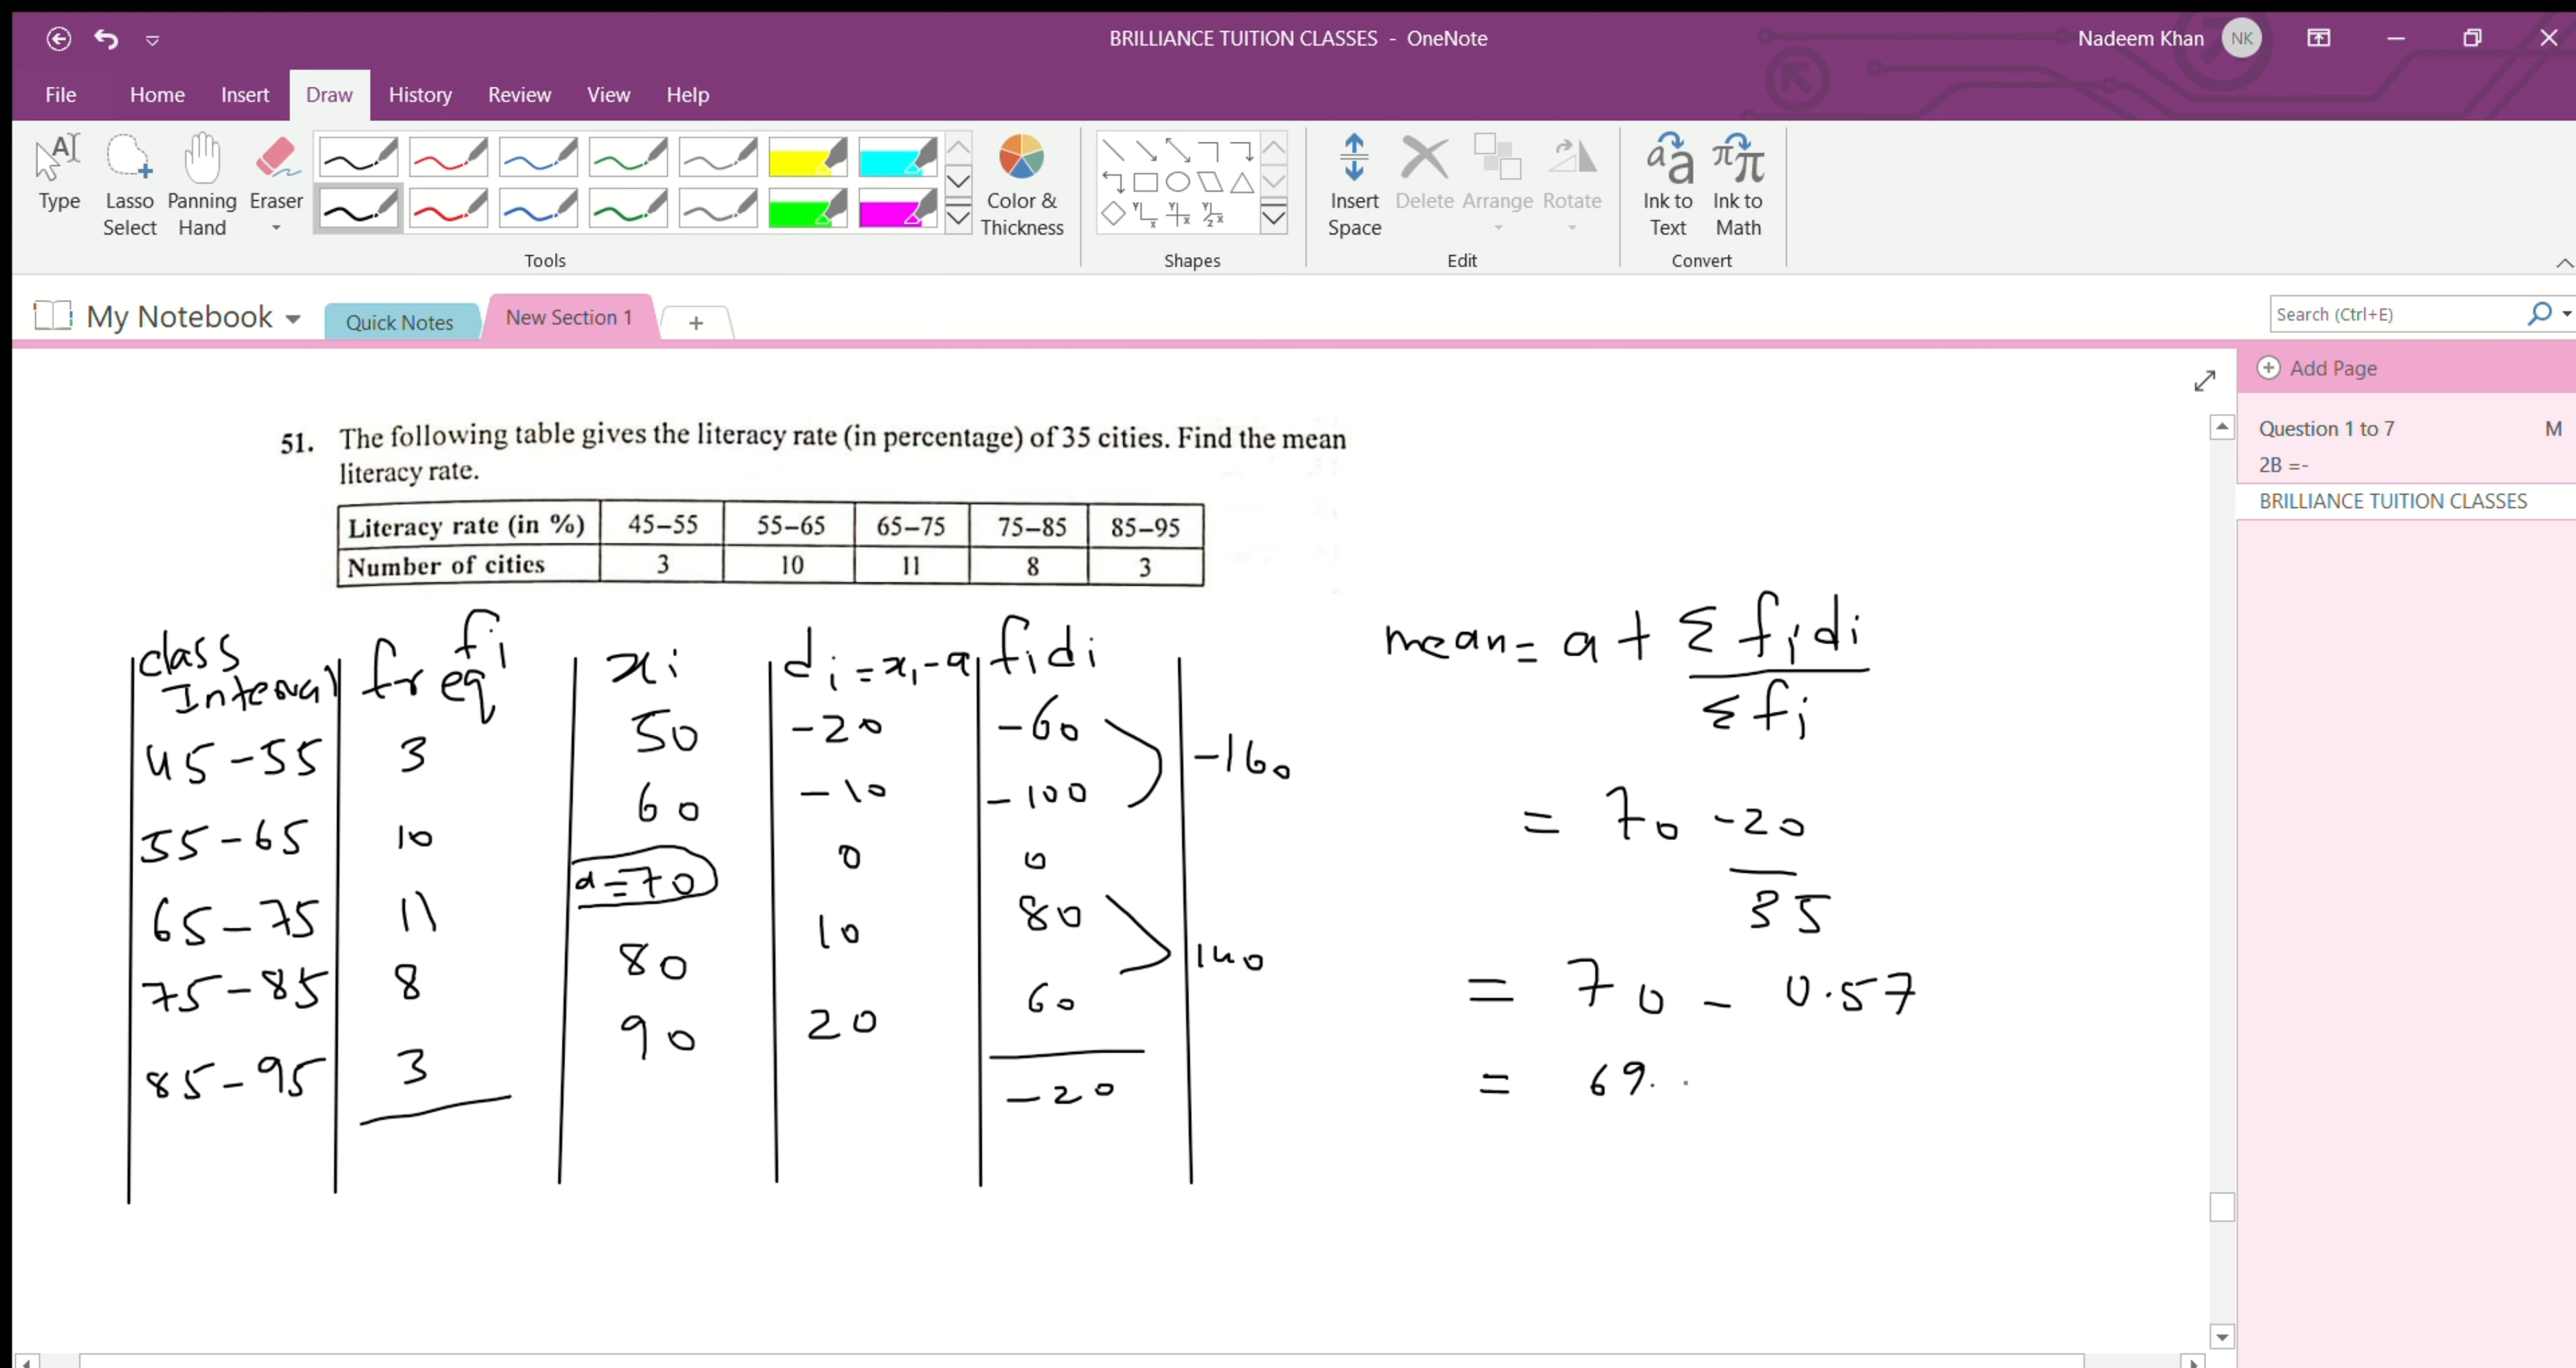 BRILLIANCE TUITION CLASSES - OneNote
Nadeem Khan NK
File Home Insert Draw History Review View Help
Type Lasso Select Panning Hand Eraser Color & Thickness Insert Space Delete Arrange Rotate Ink to Text Ink to Math
Tools Shapes Edit Convert
My Notebook Quick Notes New Section 1 +
Search (Ctrl+E)
Add Page
Question 1 to 7 M
2B =-
BRILLIANCE TUITION CLASSES
51. The following table gives the literacy rate (in percentage) of 35 cities. Find the mean
literacy rate.
Literacy rate (in %) 45–55 55–65 65–75 75–85 85–95
Number of cities 3 10 11 8 3
class Interval freq fi xi di = xi - a fidi
45-55 3 50 -20 -60
55-65 10 60 -10 -100 -160
65-75 11 a=70 0 0
75-85 8 80 10 80 140
85-95 3 90 20 60
-20
mean = a + Σfidi / Σfi
= 70 -20 / 35
= 70 - 0.57
= 69.